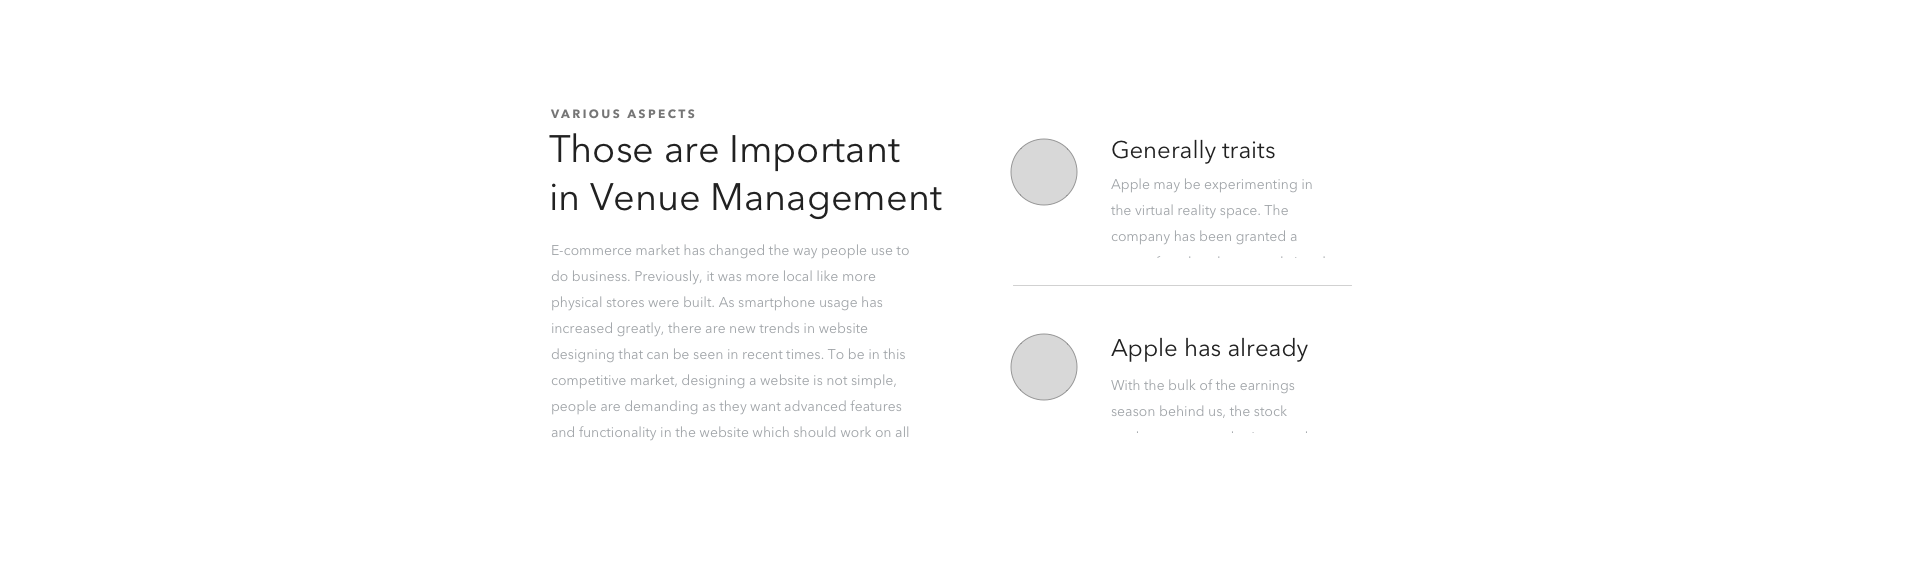 VARIOUS ASPECTS
Those are Important
in Venue Management
E-commerce market has changed the way people use to
do business. Previously, it was more local like more
physical stores were built. As smartphone usage has
increased greatly, there are new trends in website
designing that can be seen in recent times. To be in this
competitive market, designing a website is not simple,
people are demanding as they want advanced features
and functionality in the website which should work on all
Generally traits
Apple may be experimenting in
the virtual reality space. The
company has been granted a
Apple has already
With the bulk of the earnings
season behind us, the stock